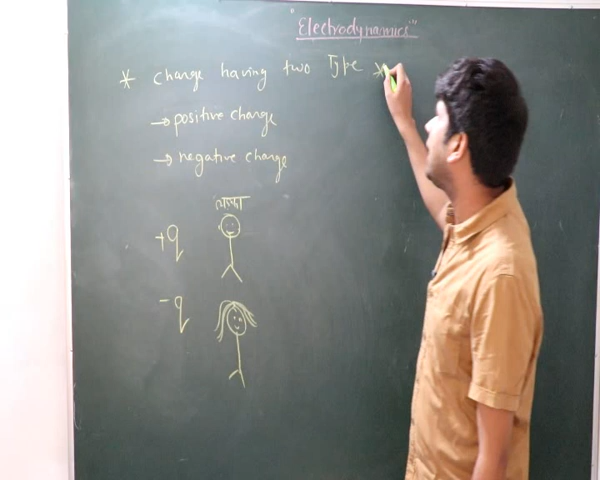 "Electrodynamics"
* charge having two Type *
→ positive charge
→ negative charge
+q
-q